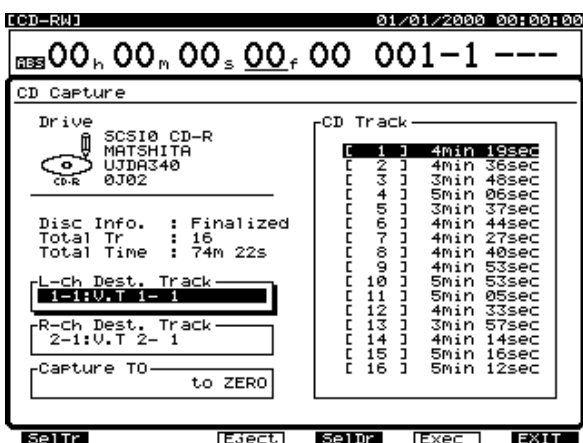 [CD-RW] 01/01/2000 00:00:00
ABS 00h 00m 00s 00f 00 001-1 ---
CD Capture
Drive
SCSI0 CD-R
MATSHITA
UJDA340
0J02
CD-R
Disc Info. : Finalized
Total Tr : 16
Total Time : 74m 22s
L-ch Dest. Track
1-1:V.T 1- 1
R-ch Dest. Track
2-1:V.T 2- 1
Capture TO
to ZERO
CD Track
[ 1 ] 4min 19sec
[ 2 ] 4min 36sec
[ 3 ] 3min 48sec
[ 4 ] 5min 06sec
[ 5 ] 3min 37sec
[ 6 ] 4min 44sec
[ 7 ] 4min 27sec
[ 8 ] 4min 40sec
[ 9 ] 4min 53sec
[ 10 ] 5min 53sec
[ 11 ] 5min 05sec
[ 12 ] 4min 33sec
[ 13 ] 3min 57sec
[ 14 ] 4min 14sec
[ 15 ] 5min 16sec
[ 16 ] 5min 12sec
SelTr Eject SelDr Exec EXIT